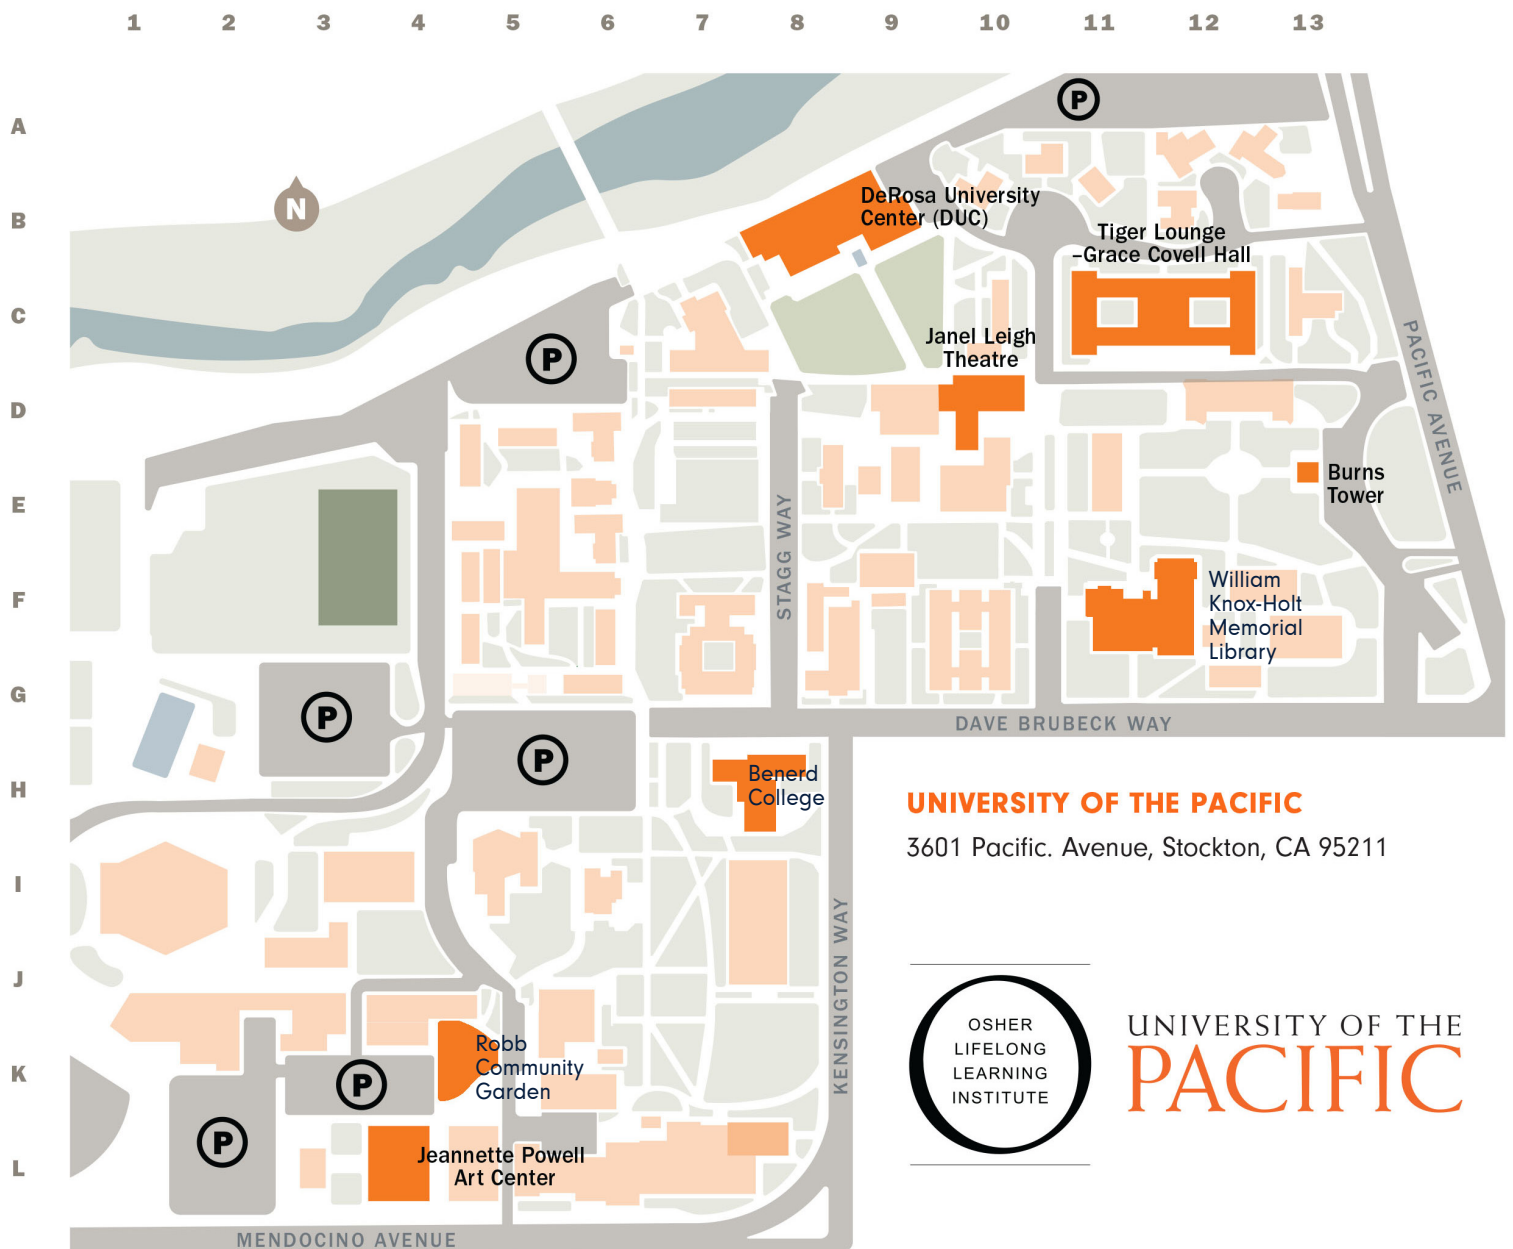 1 2 3 4 5 6 7 8 9 10 11 12 13
A
B
C
D
E
F
G
H
I
J
K
L
N
P
DeRosa University
Center (DUC)
Tiger Lounge
–Grace Covell Hall
P
Janel Leigh
Theatre
PACIFIC AVENUE
Burns
Tower
STAGG WAY
William
Knox-Holt
Memorial
Library
P
P
DAVE BRUBECK WAY
Benerd
College
UNIVERSITY OF THE PACIFIC
3601 Pacific. Avenue, Stockton, CA 95211
KENSINGTON WAY
Robb
Community
Garden
P
P
Jeannette Powell
Art Center
MENDOCINO AVENUE
OSHER
LIFELONG
LEARNING
INSTITUTE
UNIVERSITY OF THE
PACIFIC